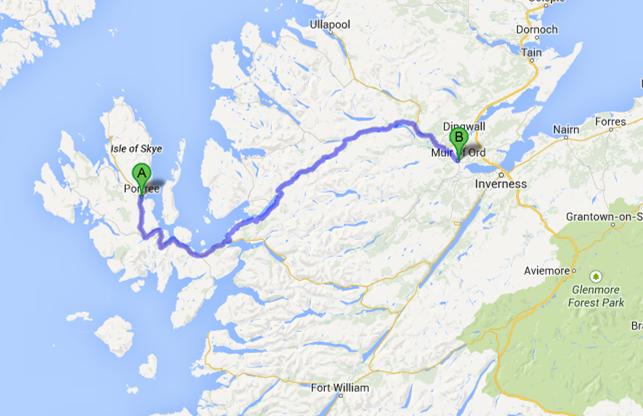 Ullapool
Dornoch
Tain
Dingwall
B
Muir of Ord
Nairn
Forres
Inverness
Isle of Skye
A
Portree
Grantown-on-S
Aviemore
Glenmore
Forest Park
Br
Fort William